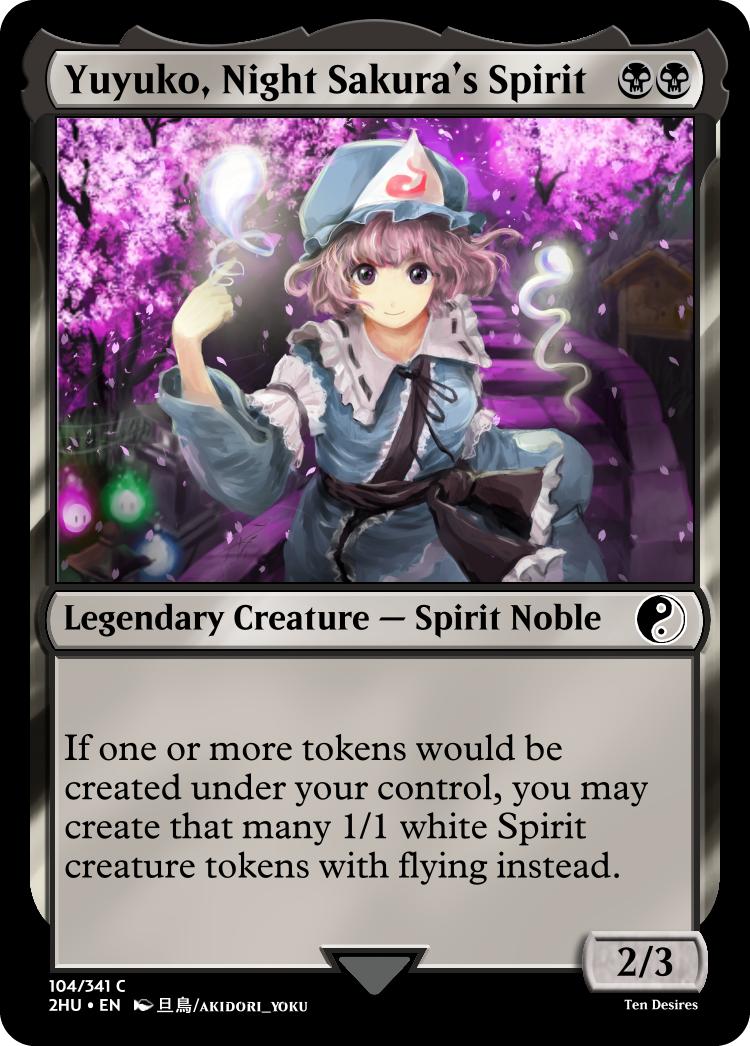 Yuyuko, Night Sakura's Spirit
Legendary Creature — Spirit Noble
If one or more tokens would be
created under your control, you may
create that many 1/1 white Spirit
creature tokens with flying instead.
2/3
104/341 C
2HU • EN 旦鳥/AKIDORI_YOKU
Ten Desires